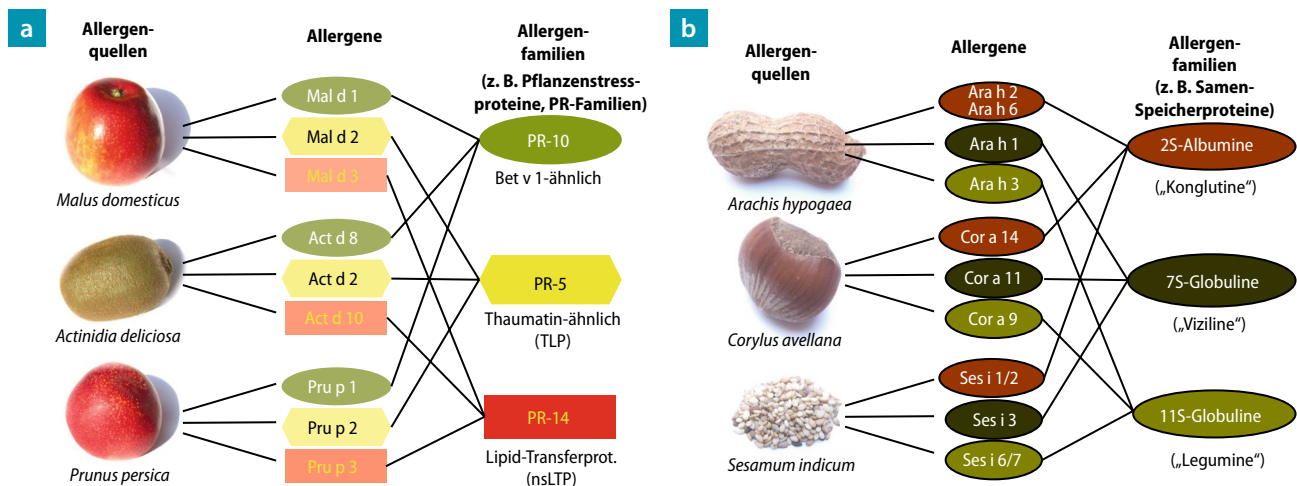 a
Allergen-
quellen
Allergene
Allergen-
familien
(z. B. Pflanzenstress-
proteine, PR-Familien)
Malus domesticus
Mal d 1
Mal d 2
Mal d 3
PR-10
Bet v 1-ähnlich
Actinidia deliciosa
Act d 8
Act d 2
Act d 10
PR-5
Thaumatin-ähnlich
(TLP)
Prunus persica
Pru p 1
Pru p 2
Pru p 3
PR-14
Lipid-Transferprot.
(nsLTP)
b
Allergen-
quellen
Allergene
Allergen-
familien
(z. B. Samen-
Speicherproteine)
Arachis hypogaea
Ara h 2
Ara h 6
Ara h 1
Ara h 3
2S-Albumine
(„Konglutine“)
Corylus avellana
Cor a 14
Cor a 11
Cor a 9
7S-Globuline
(„Viziline“)
Sesamum indicum
Ses i 1/2
Ses i 3
Ses i 6/7
11S-Globuline
(„Legumine“)